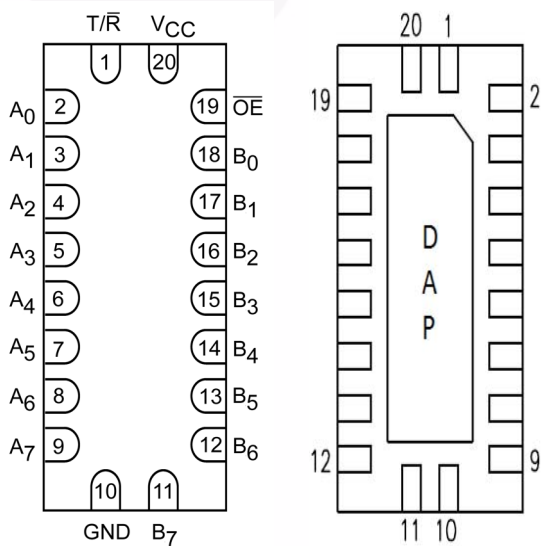 T/R̅ VCC 20 1
1 20
19 2
A0 2 19 O̅E̅
A1 3 18 B0
A2 4 17 B1
A3 5 16 B2
D
A4 6 15 B3
A
A5 7 14 B4
P
A6 8 13 B5
A7 9 12 B6
12 9
10 11
GND B7 11 10